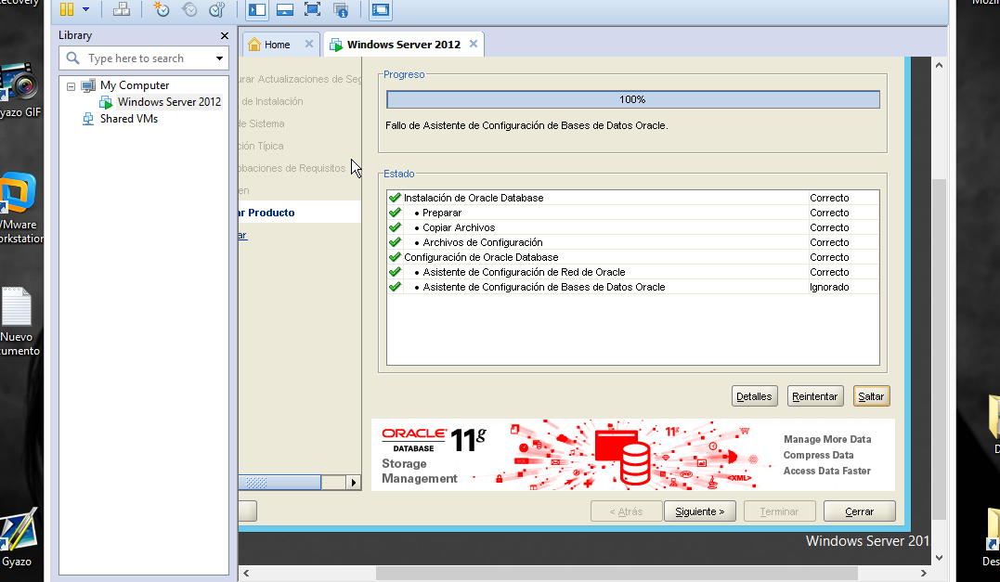 ecovery
Library
Type here to search
My Computer
Windows Server 2012
Shared VMs
yazo GIF
VMware
orkstation
Nuevo
cumento
Gyazo
Home
Windows Server 2012
urar Actualizaciones de Seg
de Instalación
de Sistema
ción Típica
obaciones de Requisitos
en
ar Producto
ar
Progreso
100%
Fallo de Asistente de Configuración de Bases de Datos Oracle.
Estado
Instalación de Oracle Database Correcto
• Preparar Correcto
• Copiar Archivos Correcto
• Archivos de Configuración Correcto
Configuración de Oracle Database Correcto
• Asistente de Configuración de Red de Oracle Correcto
• Asistente de Configuración de Bases de Datos Oracle Ignorado
Detalles Reintentar Saltar
ORACLE 11g
DATABASE
Storage
Management
11g
<XML>
Manage More Data
Compress Data
Access Data Faster
< Atrás Siguiente > Terminar Cerrar
Windows Server 201
Mozil
D
Des